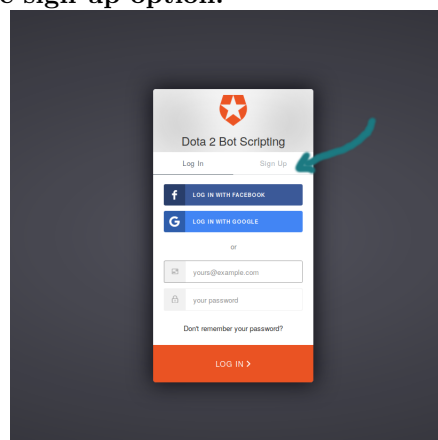 sign-up option.
Dota 2 Bot Scripting
Log In Sign Up
LOG IN WITH FACEBOOK
LOG IN WITH GOOGLE
or
yours@example.com
your password
Don't remember your password?
LOG IN >